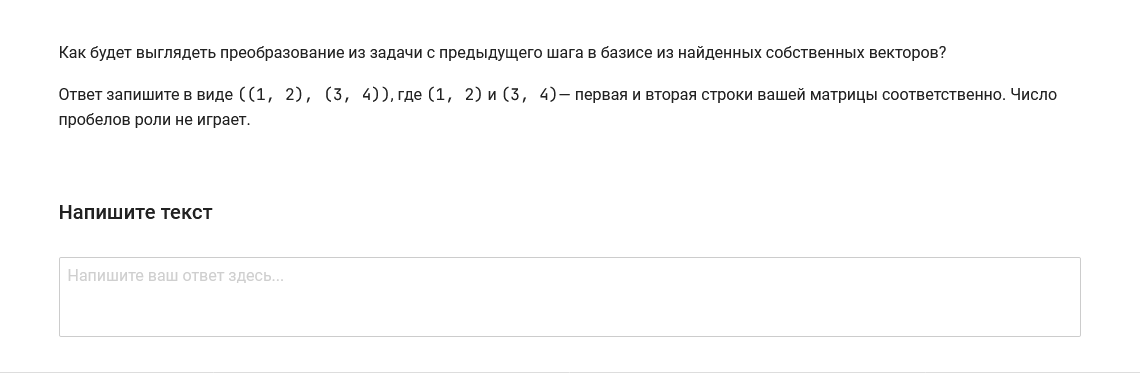 Как будет выглядеть преобразование из задачи с предыдущего шага в базисе из найденных собственных векторов?
Ответ запишите в виде ((1, 2), (3, 4)), где (1, 2) и (3, 4)— первая и вторая строки вашей матрицы соответственно. Число
пробелов роли не играет.
Напишите текст
Напишите ваш ответ здесь...